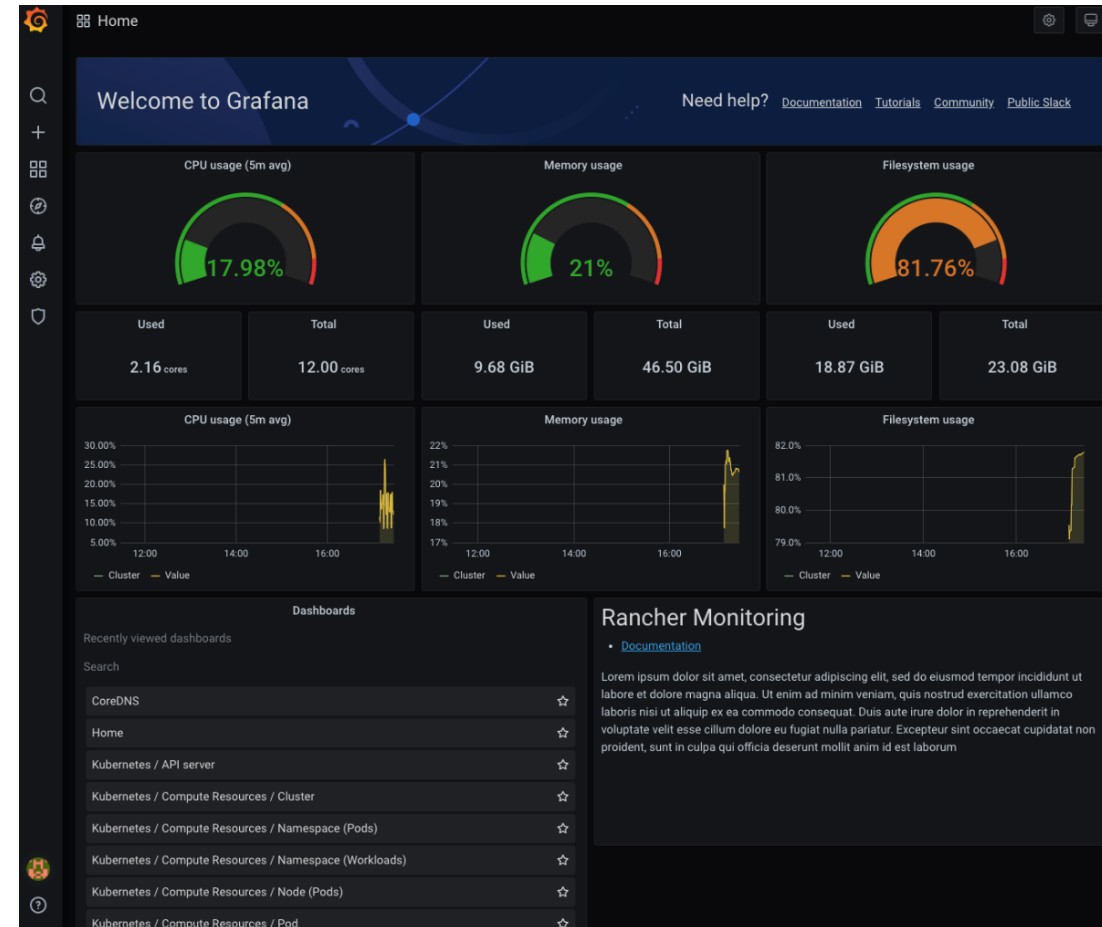 Home
Welcome to Grafana
Need help? Documentation Tutorials Community Public Slack
CPU usage (5m avg)
17.98%
Memory usage
21%
Filesystem usage
81.76%
Used
2.16 cores
Total
12.00 cores
Used
9.68 GiB
Total
46.50 GiB
Used
18.87 GiB
Total
23.08 GiB
CPU usage (5m avg)
30.00%
25.00%
20.00%
15.00%
10.00%
5.00%
12:00 14:00 16:00
Cluster Value
Memory usage
22%
21%
20%
19%
18%
17%
12:00 14:00 16:00
Cluster Value
Filesystem usage
82.0%
81.0%
80.0%
79.0%
12:00 14:00 16:00
Cluster Value
Dashboards
Recently viewed dashboards
Search
CoreDNS
Home
Kubernetes / API server
Kubernetes / Compute Resources / Cluster
Kubernetes / Compute Resources / Namespace (Pods)
Kubernetes / Compute Resources / Namespace (Workloads)
Kubernetes / Compute Resources / Node (Pods)
Kubernetes / Compute Resources / Pod
Rancher Monitoring
• Documentation
Lorem ipsum dolor sit amet, consectetur adipiscing elit, sed do eiusmod tempor incididunt ut
labore et dolore magna aliqua. Ut enim ad minim veniam, quis nostrud exercitation ullamco
laboris nisi ut aliquip ex ea commodo consequat. Duis aute irure dolor in reprehenderit in
voluptate velit esse cillum dolore eu fugiat nulla pariatur. Excepteur sint occaecat cupidatat non
proident, sunt in culpa qui officia deserunt mollit anim id est laborum